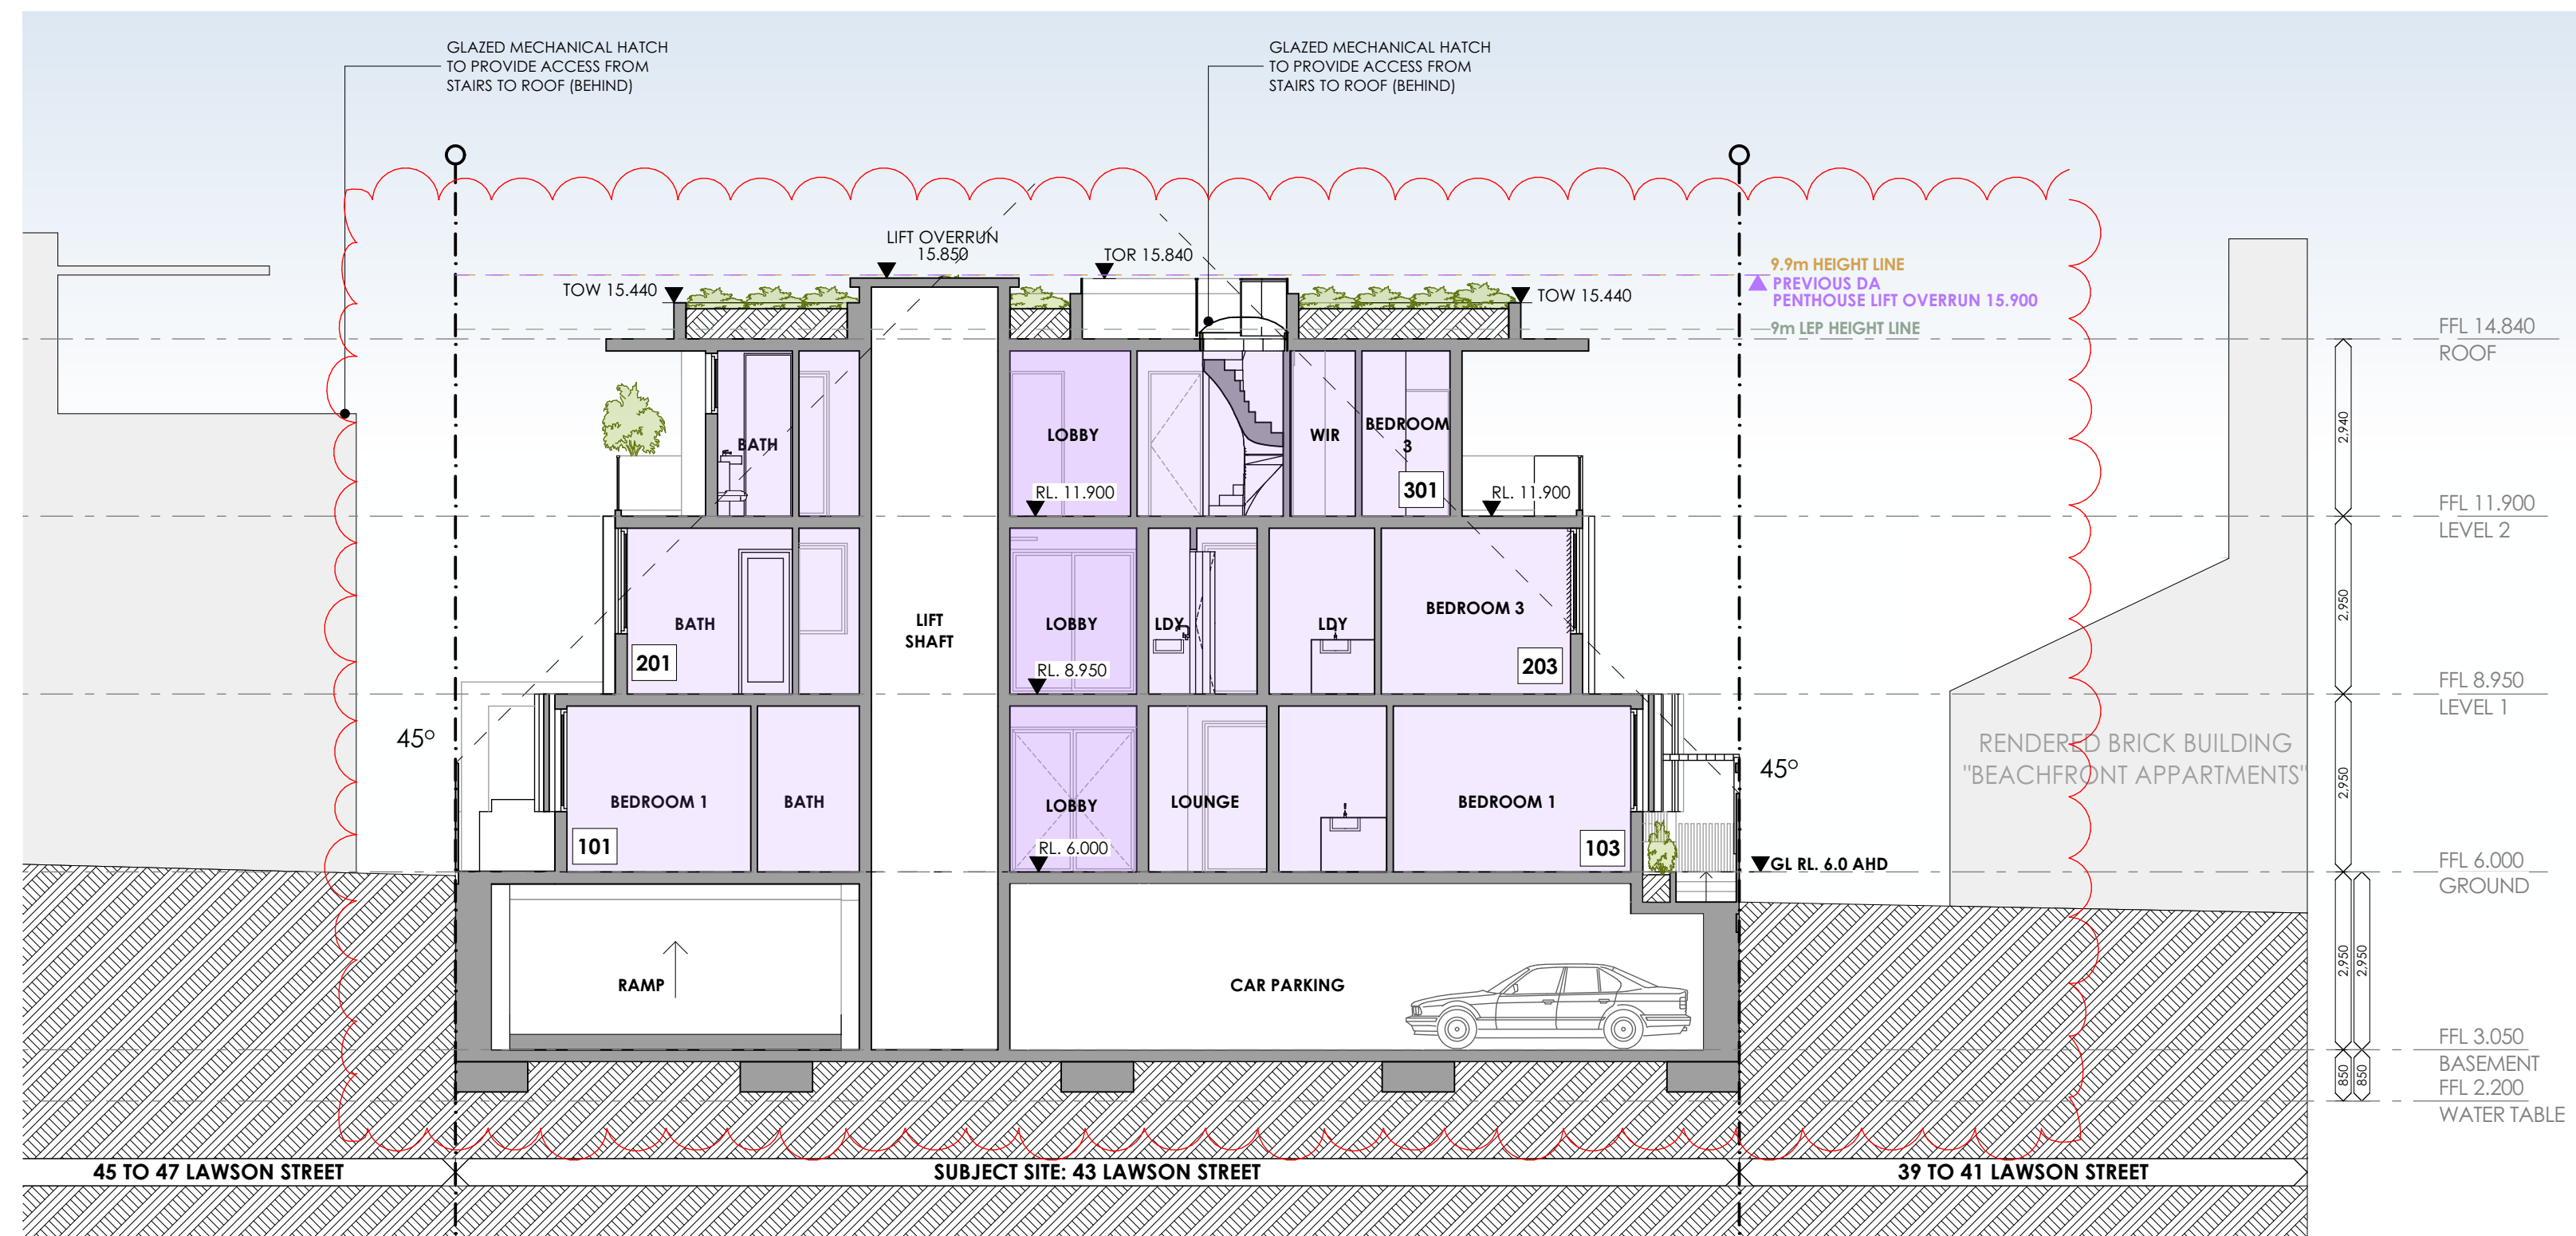 GLAZED MECHANICAL HATCH
TO PROVIDE ACCESS FROM
STAIRS TO ROOF (BEHIND)
GLAZED MECHANICAL HATCH
TO PROVIDE ACCESS FROM
STAIRS TO ROOF (BEHIND)
LIFT OVERRUN
15.850
TOR 15.840
TOW 15.440
TOW 15.440
9.9m HEIGHT LINE
PREVIOUS DA
PENTHOUSE LIFT OVERRUN 15.900
9m LEP HEIGHT LINE
FFL 14.840
ROOF
BATH
LOBBY
WIR
BEDROOM
3
301
RL. 11.900
RL. 11.900
2,940
FFL 11.900
LEVEL 2
BATH
201
LIFT
SHAFT
LOBBY
LDY
LDY
BEDROOM 3
203
RL. 8.950
2,950
FFL 8.950
LEVEL 1
45°
BEDROOM 1
BATH
101
LOBBY
LOUNGE
BEDROOM 1
103
RL. 6.000
45°
RENDERED BRICK BUILDING
"BEACHFRONT APPARTMENTS"
2,950
GL RL. 6.0 AHD
FFL 6.000
GROUND
RAMP
CAR PARKING
2,950
2,950
FFL 3.050
BASEMENT
850
850
FFL 2.200
WATER TABLE
45 TO 47 LAWSON STREET
SUBJECT SITE: 43 LAWSON STREET
39 TO 41 LAWSON STREET